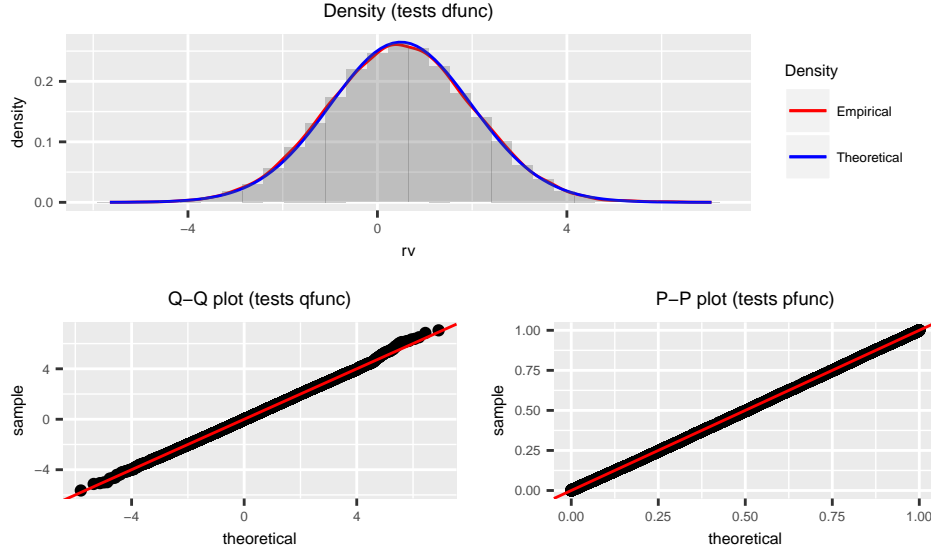 Density (tests dfunc)
density
0.2
0.1
0.0
−4
0
4
rv
Density
Empirical
Theoretical
Q−Q plot (tests qfunc)
sample
4
0
−4
−4
0
4
theoretical
P−P plot (tests pfunc)
sample
1.00
0.75
0.50
0.25
0.00
0.00
0.25
0.50
0.75
1.00
theoretical